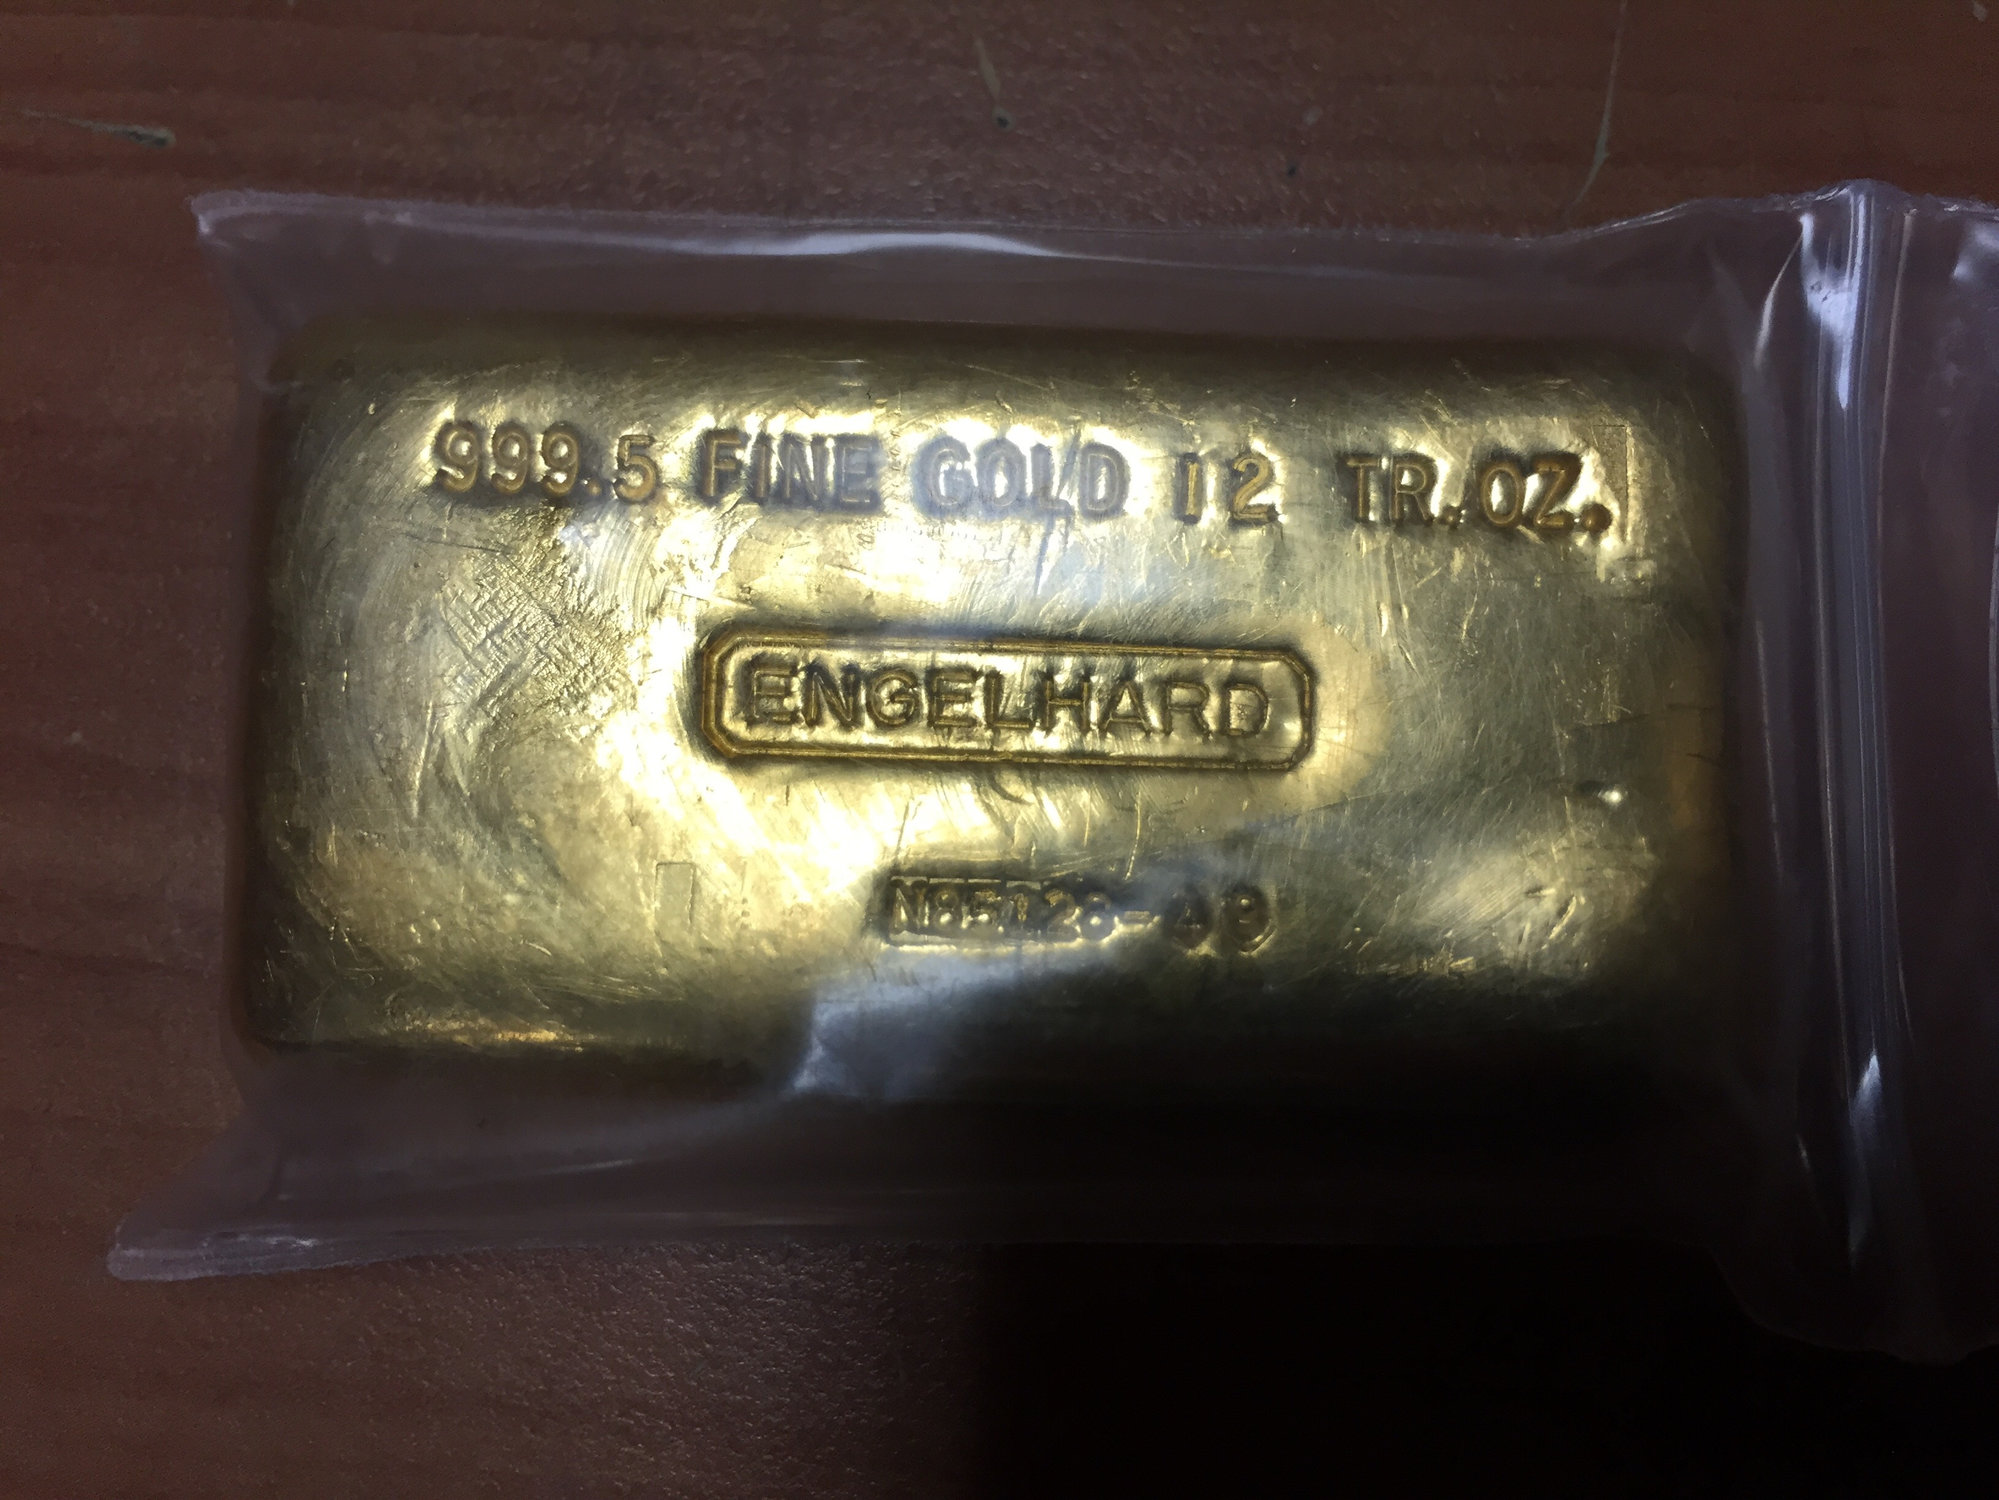 999.5 FINE GOLD 12 TR. OZ.
ENGELHARD